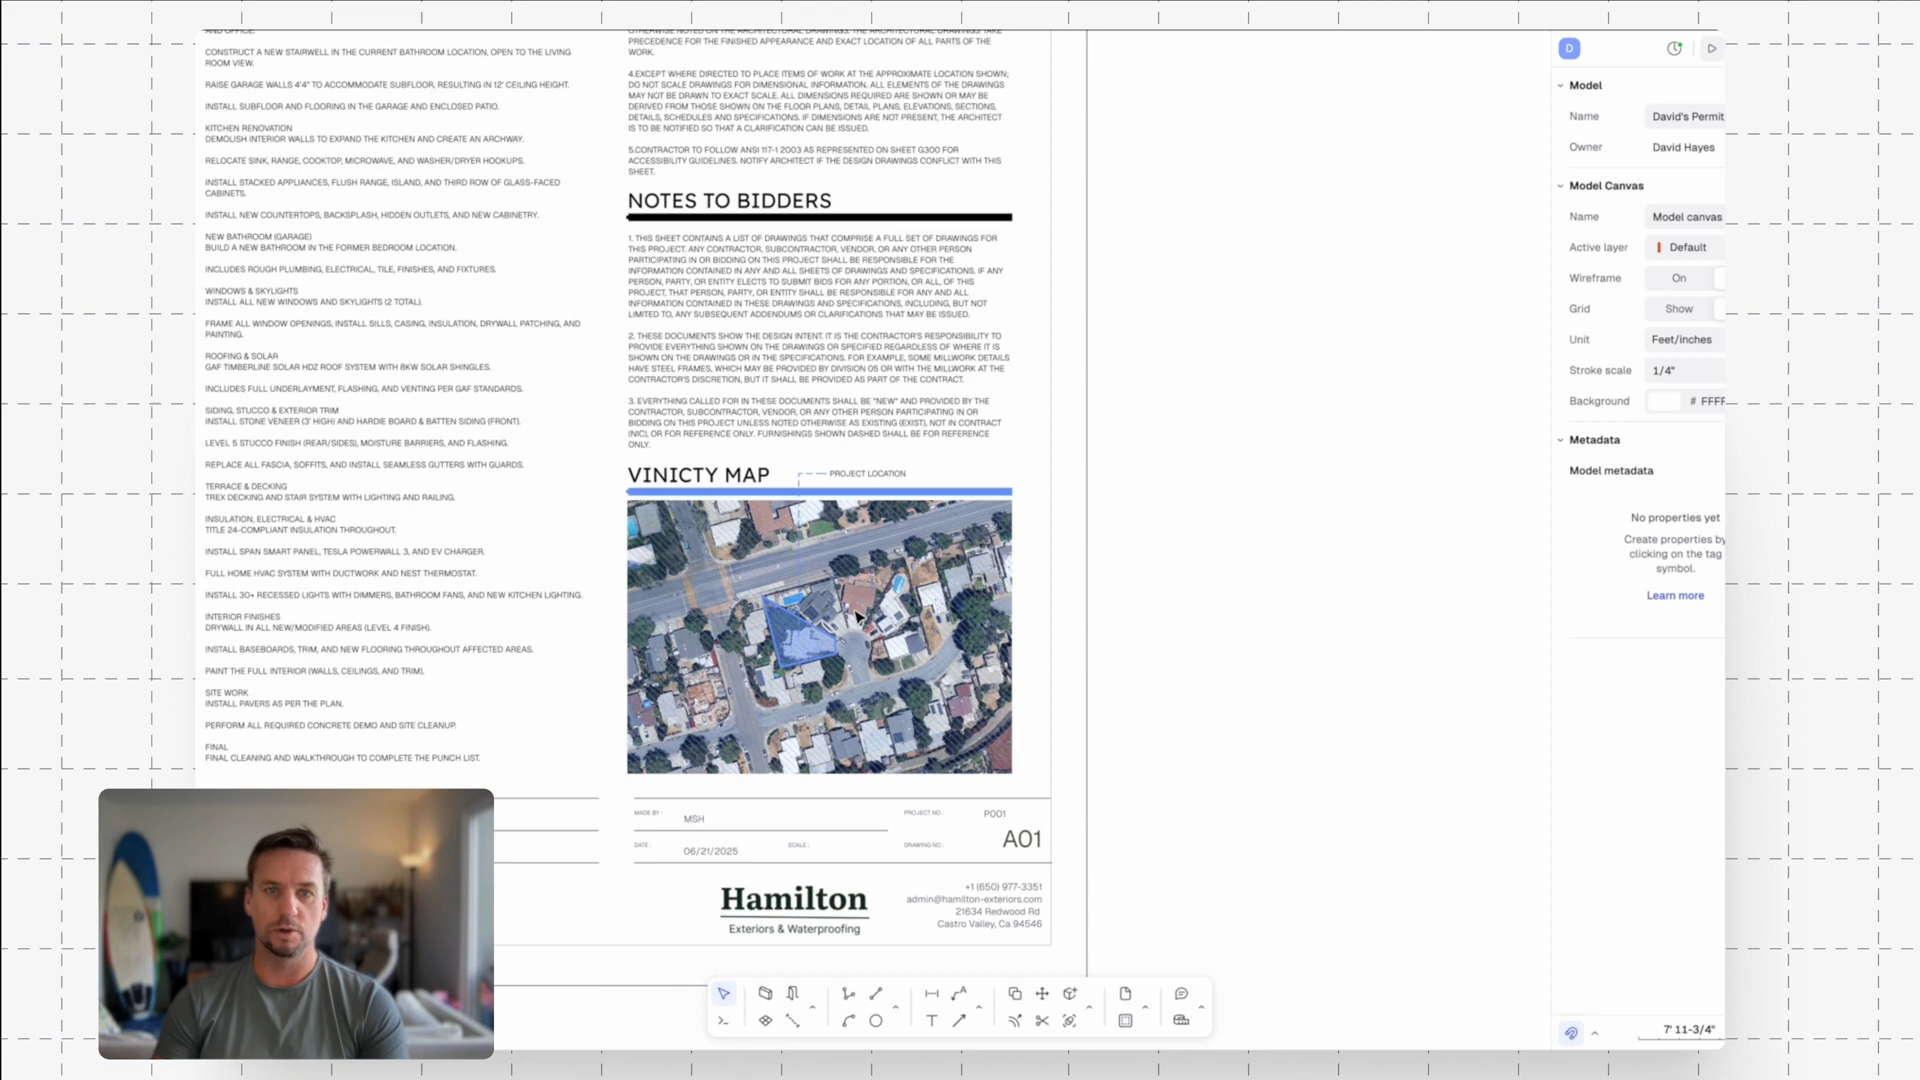 AND OFFICE.
CONSTRUCT A NEW STAIRWELL IN THE CURRENT BATHROOM LOCATION, OPEN TO THE LIVING
ROOM VIEW.
RAISE GARAGE WALLS 4'4" TO ACCOMMODATE SUBFLOOR, RESULTING IN 12' CEILING HEIGHT.
INSTALL SUBFLOOR AND FLOORING IN THE GARAGE AND ENCLOSED PATIO.
KITCHEN RENOVATION
DEMOLISH INTERIOR WALLS TO EXPAND THE KITCHEN AND CREATE AN ARCHWAY.
RELOCATE SINK, RANGE, COOKTOP, MICROWAVE, AND WASHER/DRYER HOOKUPS.
INSTALL STACKED APPLIANCES, FLUSH RANGE, ISLAND, AND THIRD ROW OF GLASS-FACED
CABINETS.
INSTALL NEW COUNTERTOPS, BACKSPLASH, HIDDEN OUTLETS, AND NEW CABINETRY.
NEW BATHROOM (GARAGE)
BUILD A NEW BATHROOM IN THE FORMER BEDROOM LOCATION.
INCLUDES ROUGH PLUMBING, ELECTRICAL, TILE, FINISHES, AND FIXTURES.
WINDOWS & SKYLIGHTS
INSTALL ALL NEW WINDOWS AND SKYLIGHTS (2 TOTAL).
FRAME ALL WINDOW OPENINGS, INSTALL SILLS, CASING, INSULATION, DRYWALL PATCHING, AND
PAINTING.
ROOFING & SOLAR
GAF TIMBERLINE SOLAR HDZ ROOF SYSTEM WITH 8KW SOLAR SHINGLES.
INCLUDES FULL UNDERLAYMENT, FLASHING, AND VENTING PER GAF STANDARDS.
SIDING, STUCCO & EXTERIOR TRIM
INSTALL STONE VENEER (3' HIGH) AND HARDIE BOARD & BATTEN SIDING (FRONT).
LEVEL 5 STUCCO FINISH (REAR/SIDES), MOISTURE BARRIERS, AND FLASHING.
REPLACE ALL FASCIA, SOFFITS, AND INSTALL SEAMLESS GUTTERS WITH GUARDS.
TERRACE & DECKING
TREX DECKING AND STAIR SYSTEM WITH LIGHTING AND RAILING.
INSULATION, ELECTRICAL & HVAC
TITLE 24-COMPLIANT INSULATION THROUGHOUT.
INSTALL SPAN SMART PANEL, TESLA POWERWALL 3, AND EV CHARGER.
FULL HOME HVAC SYSTEM WITH DUCTWORK AND NEST THERMOSTAT.
INSTALL 30+ RECESSED LIGHTS WITH DIMMERS, BATHROOM FANS, AND NEW KITCHEN LIGHTING.
INTERIOR FINISHES
DRYWALL IN ALL NEW/MODIFIED AREAS (LEVEL 4 FINISH).
INSTALL BASEBOARDS, TRIM, AND NEW FLOORING THROUGHOUT AFFECTED AREAS.
PAINT THE FULL INTERIOR (WALLS, CEILINGS, AND TRIM).
SITE WORK
INSTALL PAVERS AS PER THE PLAN.
PERFORM ALL REQUIRED CONCRETE DEMO AND SITE CLEANUP.
FINAL
FINAL CLEANING AND WALKTHROUGH TO COMPLETE THE PUNCH LIST.
OTHERWISE NOTED ON THE ARCHITECTURAL DRAWINGS. THE ARCHITECTURAL DRAWINGS TAKE
PRECEDENCE FOR THE FINISHED APPEARANCE AND EXACT LOCATION OF ALL PARTS OF THE
WORK.
4.EXCEPT WHERE DIRECTED TO PLACE ITEMS OF WORK AT THE APPROXIMATE LOCATION SHOWN;
DO NOT SCALE DRAWINGS FOR DIMENSIONAL INFORMATION. ALL ELEMENTS OF THE DRAWINGS
MAY NOT BE DRAWN TO EXACT SCALE. ALL DIMENSIONS REQUIRED ARE SHOWN OR MAY BE
DERIVED FROM THOSE SHOWN ON THE FLOOR PLANS, DETAIL PLANS, ELEVATIONS, SECTIONS,
DETAILS, SCHEDULES AND SPECIFICATIONS. IF DIMENSIONS ARE NOT PRESENT, THE ARCHITECT
IS TO BE NOTIFIED SO THAT A CLARIFICATION CAN BE ISSUED.
5.CONTRACTOR TO FOLLOW ANSI 117-1 2003 AS REPRESENTED ON SHEET G300 FOR
ACCESSIBILITY GUIDELINES. NOTIFY ARCHITECT IF THE DESIGN DRAWINGS CONFLICT WITH THIS
SHEET.
NOTES TO BIDDERS
1. THIS SHEET CONTAINS A LIST OF DRAWINGS THAT COMPRISE A FULL SET OF DRAWINGS FOR
THIS PROJECT. ANY CONTRACTOR, SUBCONTRACTOR, VENDOR, OR ANY OTHER PERSON
PARTICIPATING IN OR BIDDING ON THIS PROJECT SHALL BE RESPONSIBLE FOR THE
INFORMATION CONTAINED IN ANY AND ALL SHEETS OF DRAWINGS AND SPECIFICATIONS. IF ANY
PERSON, PARTY, OR ENTITY ELECTS TO SUBMIT BIDS FOR ANY PORTION, OR ALL, OF THIS
PROJECT, THAT PERSON, PARTY, OR ENTITY SHALL BE RESPONSIBLE FOR ANY AND ALL
INFORMATION CONTAINED IN THESE DRAWINGS AND SPECIFICATIONS, INCLUDING, BUT NOT
LIMITED TO, ANY SUBSEQUENT ADDENDUMS OR CLARIFICATIONS THAT MAY BE ISSUED.
2. THESE DOCUMENTS SHOW THE DESIGN INTENT. IT IS THE CONTRACTOR'S RESPONSIBILITY TO
PROVIDE EVERYTHING SHOWN ON THE DRAWINGS OR SPECIFIED REGARDLESS OF WHERE IT IS
SHOWN ON THE DRAWINGS OR IN THE SPECIFICATIONS. FOR EXAMPLE, SOME MILLWORK DETAILS
HAVE STEEL FRAMES, WHICH MAY BE PROVIDED BY DIVISION 05 OR WITH THE MILLWORK AT THE
CONTRACTOR'S DISCRETION, BUT IT SHALL BE PROVIDED AS PART OF THE CONTRACT.
3. EVERYTHING CALLED FOR IN THESE DOCUMENTS SHALL BE "NEW" AND PROVIDED BY THE
CONTRACTOR, SUBCONTRACTOR, VENDOR, OR ANY OTHER PERSON PARTICIPATING IN OR
BIDDING ON THIS PROJECT UNLESS NOTED OTHERWISE AS EXISTING (EXIST), NOT IN CONTRACT
(NIC), OR FOR REFERENCE ONLY. FURNISHINGS SHOWN DASHED SHALL BE FOR REFERENCE
ONLY.
VINICTY MAP
PROJECT LOCATION
MADE BY :
MSH
PROJECT NO :
P001
DATE :
06/21/2025
SCALE :
DRAWING NO :
A01
Hamilton
Exteriors & Waterproofing
+1 (650) 977-3351
admin@hamilton-exteriors.com
21634 Redwood Rd
Castro Valley, Ca 94546
D
Model
Name David's Permit
Owner David Hayes
Model Canvas
Name Model canvas
Active layer Default
Wireframe On
Grid Show
Unit Feet/inches
Stroke scale 1/4"
Background # FFFF
Metadata
Model metadata
No properties yet
Create properties by
clicking on the tag
symbol.
Learn more
7' 11-3/4"